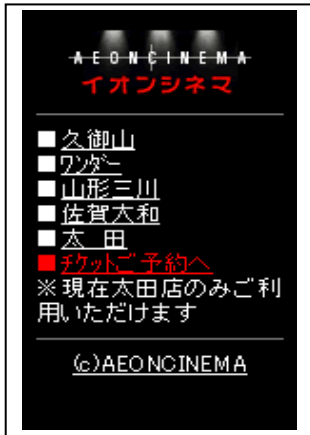 AEONCINEMA
イオンシネマ
■久御山
■ﾜﾝﾀﾞｰ
■山形三川
■佐賀大和
■太　田
■ﾁｹｯﾄご予約へ
※現在太田店のみご利
用いただけます
(c)AEONCINEMA